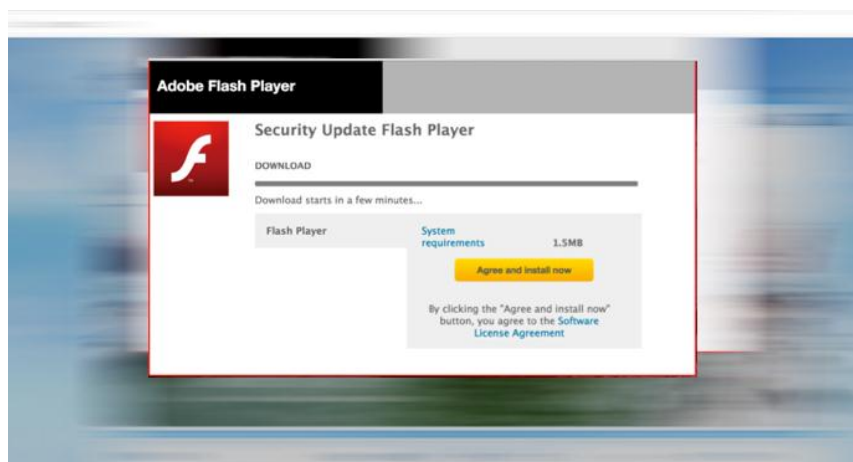 Adobe Flash Player
Security Update Flash Player
DOWNLOAD
Download starts in a few minutes...
Flash Player
System
requirements
1.5MB
Agree and install now
By clicking the "Agree and install now"
button, you agree to the Software
License Agreement